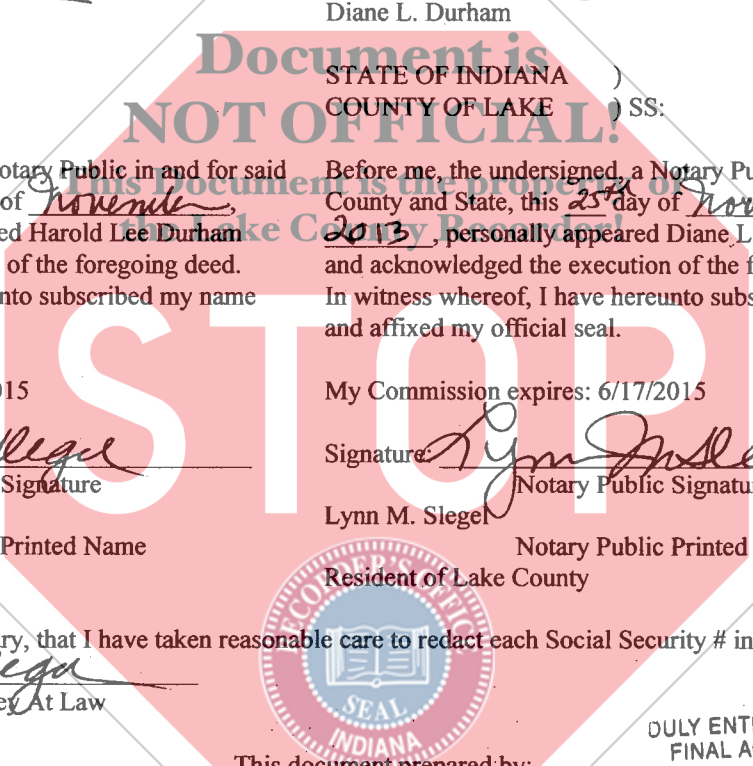 Diane L. Durham
Document is
STATE OF INDIANA )
COUNTY OF LAKE ) SS:
NOT OFFICIAL!
otary Public in and for said
of November,
ed Harold Lee Durham
of the foregoing deed.
nto subscribed my name
Before me, the undersigned, a Notary Pu
County and State, this 25th day of Nov
2013, personally appeared Diane L
and acknowledged the execution of the f
In witness whereof, I have hereunto subs
and affixed my official seal.
This Document is the property of
the Lake County Recorder!
STOP
015
Signature
Printed Name
My Commission expires: 6/17/2015
Signature: Lynn M Sle
Notary Public Signatu
Lynn M. Slegel
Notary Public Printed
Resident of Lake County
RECORDER'S OFFICE
SEAL
INDIANA
ry, that I have taken reasonable care to redact each Social Security # in
ey At Law
DULY ENT
FINAL A
This document prepared by: